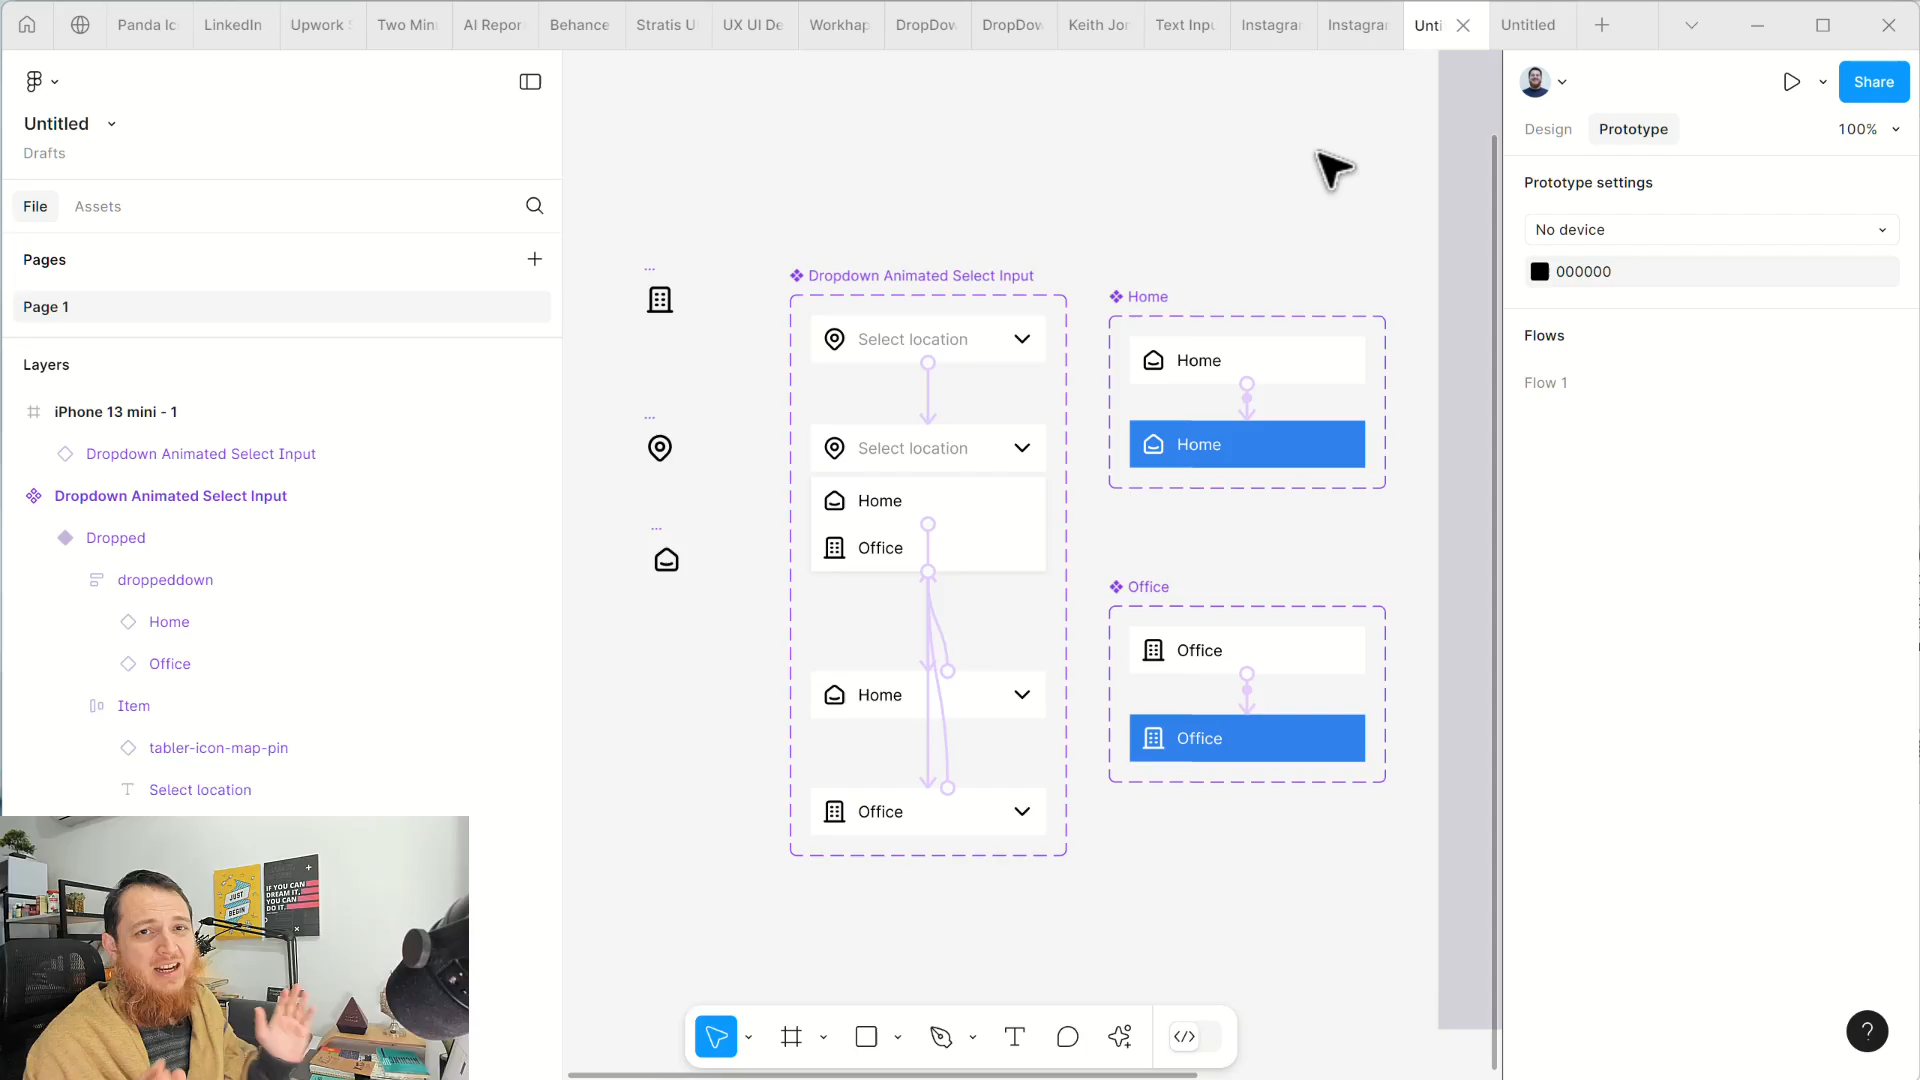 Panda Ic
LinkedIn
Upwork
Two Min
AI Repor
Behance
Stratis U
UX UI De
Workhap
DropDow
DropDow
Keith Jor
Text Inpu
Instagra
Instagra
Unti
Untitled
Untitled
Drafts
File
Assets
Pages
Page 1
Layers
iPhone 13 mini - 1
Dropdown Animated Select Input
Dropdown Animated Select Input
Dropped
droppeddown
Home
Office
Item
tabler-icon-map-pin
Select location
...
...
...
Dropdown Animated Select Input
Select location
Select location
Home
Office
Home
Office
Home
Home
Home
Office
Office
Office
Share
Design
Prototype
100%
Prototype settings
No device
000000
Flows
Flow 1
?
JUST
BEGIN
IF YOU CAN
DREAM IT,
YOU CAN
DO IT.